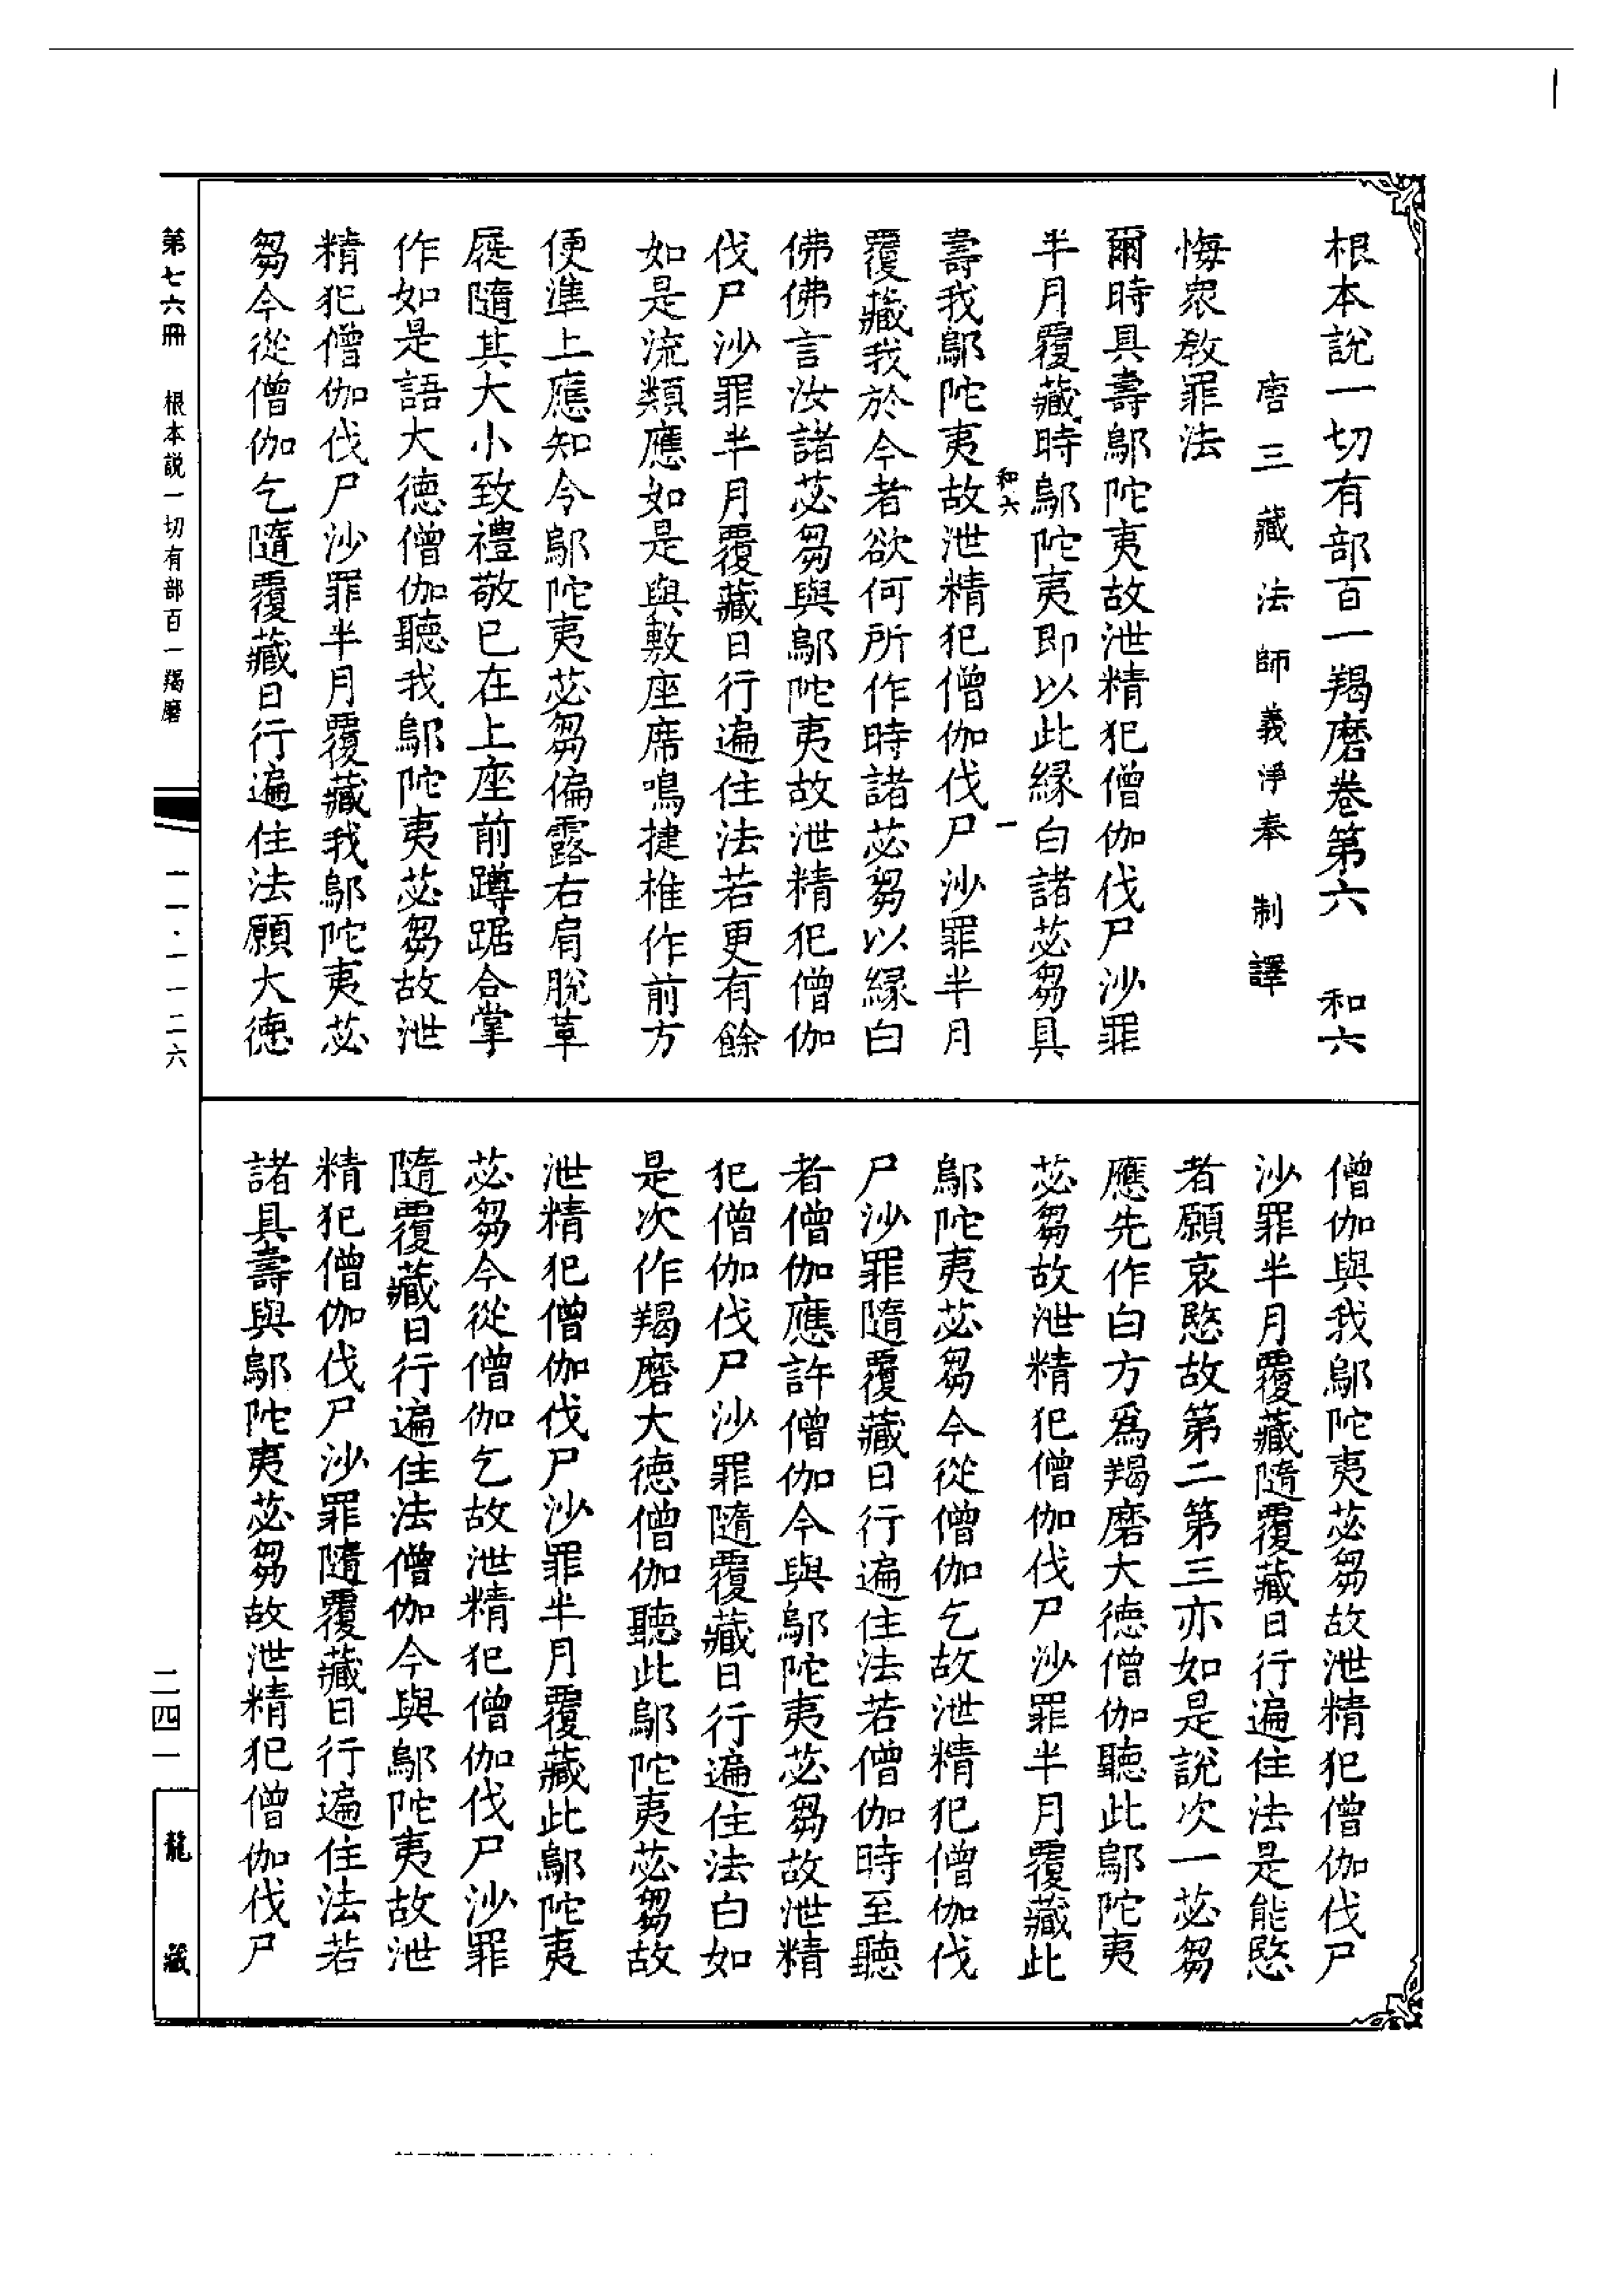 根本說一切有部百一羯磨卷第六　和六
唐三藏法師義淨奉　制譯
悔衆教罪法
爾時具壽鄔陀夷故泄精犯僧伽伐尸沙罪
半月覆藏時鄔陀夷即以此緣白諸苾芻具
和六　一
壽我鄔陀夷故泄精犯僧伽伐尸沙罪半月
覆藏我於今者欲何所作時諸苾芻以緣白
佛佛言汝諸苾芻與鄔陀夷故泄精犯僧伽
伐尸沙罪半月覆藏日行遍住法若更有餘
如是流類應如是與敷座席鳴揵椎作前方
便準上應知令鄔陀夷苾芻偏露右肩脫革
屣隨其大小致禮敬已在上座前蹲踞合掌
作如是語大德僧伽聽我鄔陀夷苾芻故泄
精犯僧伽伐尸沙罪半月覆藏我鄔陀夷苾
芻今從僧伽乞隨覆藏日行遍住法願大德
僧伽與我鄔陀夷苾芻故泄精犯僧伽伐尸
沙罪半月覆藏隨覆藏日行遍住法是能愍
者願哀愍故第二第三亦如是說次一苾芻
應先作白方爲羯磨大德僧伽聽此鄔陀夷
苾芻故泄精犯僧伽伐尸沙罪半月覆藏此
鄔陀夷苾芻今從僧伽乞故泄精犯僧伽伐
尸沙罪隨覆藏日行遍住法若僧伽時至聽
者僧伽應許僧伽今與鄔陀夷苾芻故泄精
犯僧伽伐尸沙罪隨覆藏日行遍住法白如
是次作羯磨大德僧伽聽此鄔陀夷苾芻故
泄精犯僧伽伐尸沙罪半月覆藏此鄔陀夷
苾芻今從僧伽乞故泄精犯僧伽伐尸沙罪
隨覆藏日行遍住法僧伽今與鄔陀夷故泄
精犯僧伽伐尸沙罪隨覆藏日行遍住法若
諸具壽與鄔陀夷苾芻故泄精犯僧伽伐尸
第七六冊　根本説一切有部百一羯磨
一一·一一二六
二四一
龍藏